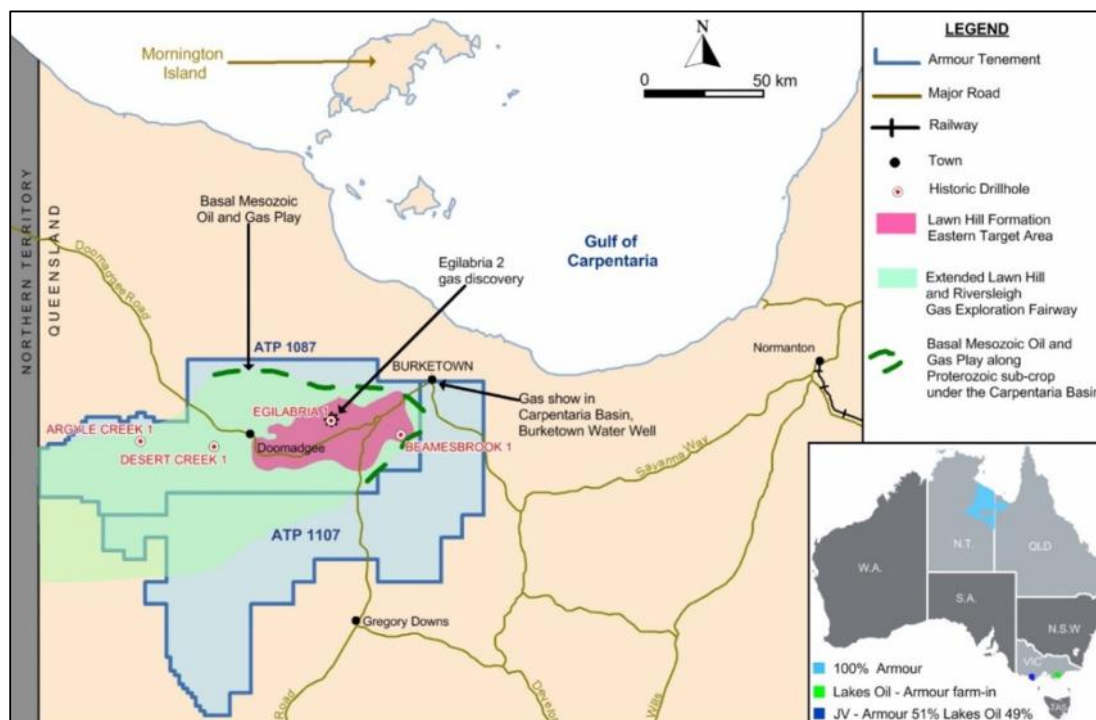 Mornington
Island
N
0
50 km
Basal Mesozoic
Oil and Gas Play
Egilabria 2
gas discovery
Gulf of
Carpentaria
NORTHERN TERRITORY
QUEENSLAND
Doomadgee Road
ATP 1087
BURKETOWN
Normanton
EGILABRIA 1
Gas show in
Carpentaria Basin,
Burketown Water Well
ARGYLE CREEK 1
DESERT CREEK 1
Doomadgee
BEAMESBROOK 1
Savanna Way
ATP 1107
Gregory Downs
Road
Wills
LEGEND
Armour Tenement
Major Road
Railway
Town
Historic Drillhole
Lawn Hill Formation
Eastern Target Area
Extended Lawn Hill
and Riversleigh
Gas Exploration Fairway
Basal Mesozoic Oil and
Gas Play along
Proterozoic sub-crop
under the Carpentaria Basin
N.T.
QLD
W.A.
S.A.
N.S.W
VIC
TAS
100% Armour
Lakes Oil - Armour farm-in
JV - Armour 51% Lakes Oil 49%